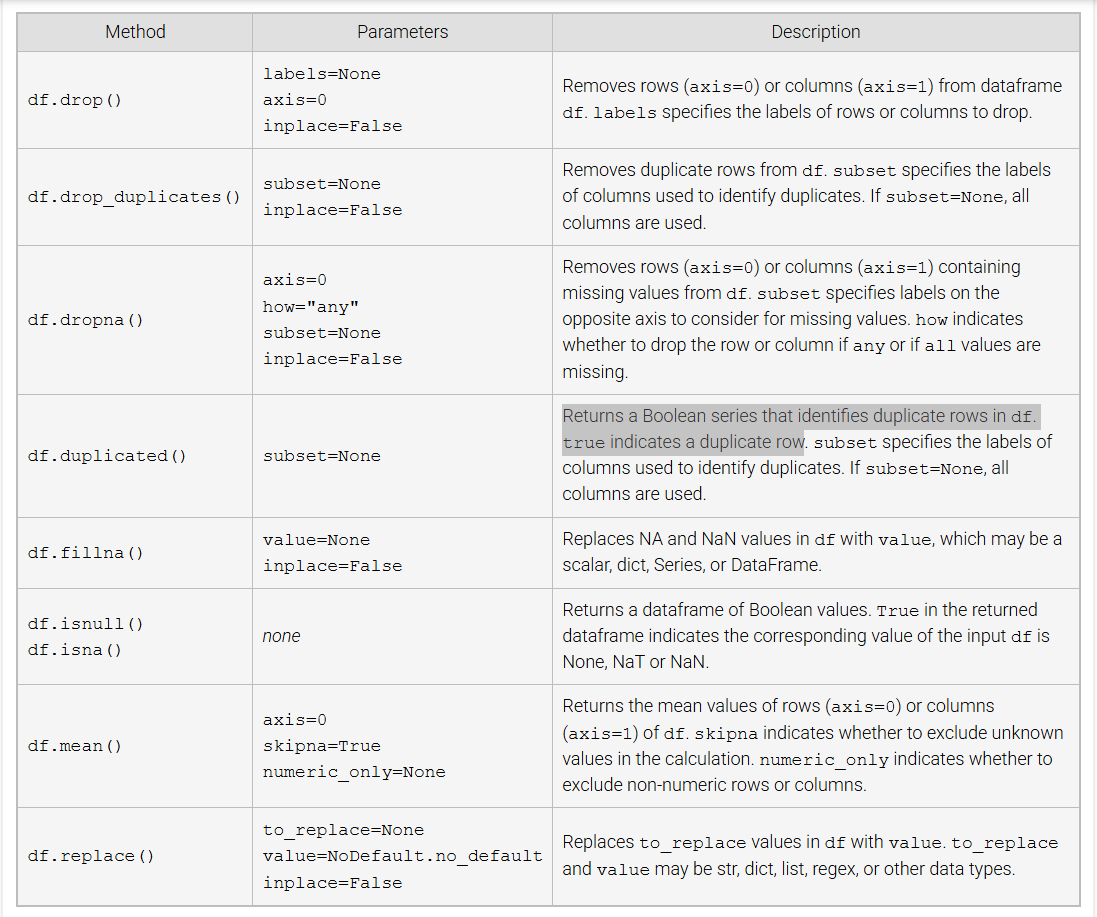 Method Parameters Description
df.drop()
labels=None
axis=0
inplace=False
Removes rows (axis=0) or columns (axis=1) from dataframe
df. labels specifies the labels of rows or columns to drop.
df.drop_duplicates()
subset=None
inplace=False
Removes duplicate rows from df. subset specifies the labels
of columns used to identify duplicates. If subset=None, all
columns are used.
df.dropna()
axis=0
how="any"
subset=None
inplace=False
Removes rows (axis=0) or columns (axis=1) containing
missing values from df. subset specifies labels on the
opposite axis to consider for missing values. how indicates
whether to drop the row or column if any or if all values are
missing.
df.duplicated()
subset=None
Returns a Boolean series that identifies duplicate rows in df.
true indicates a duplicate row. subset specifies the labels of
columns used to identify duplicates. If subset=None, all
columns are used.
df.fillna()
value=None
inplace=False
Replaces NA and NaN values in df with value, which may be a
scalar, dict, Series, or DataFrame.
df.isnull()
df.isna()
none
Returns a dataframe of Boolean values. True in the returned
dataframe indicates the corresponding value of the input df is
None, NaT or NaN.
df.mean()
axis=0
skipna=True
numeric_only=None
Returns the mean values of rows (axis=0) or columns
(axis=1) of df. skipna indicates whether to exclude unknown
values in the calculation. numeric_only indicates whether to
exclude non-numeric rows or columns.
df.replace()
to_replace=None
value=NoDefault.no_default
inplace=False
Replaces to_replace values in df with value. to_replace
and value may be str, dict, list, regex, or other data types.